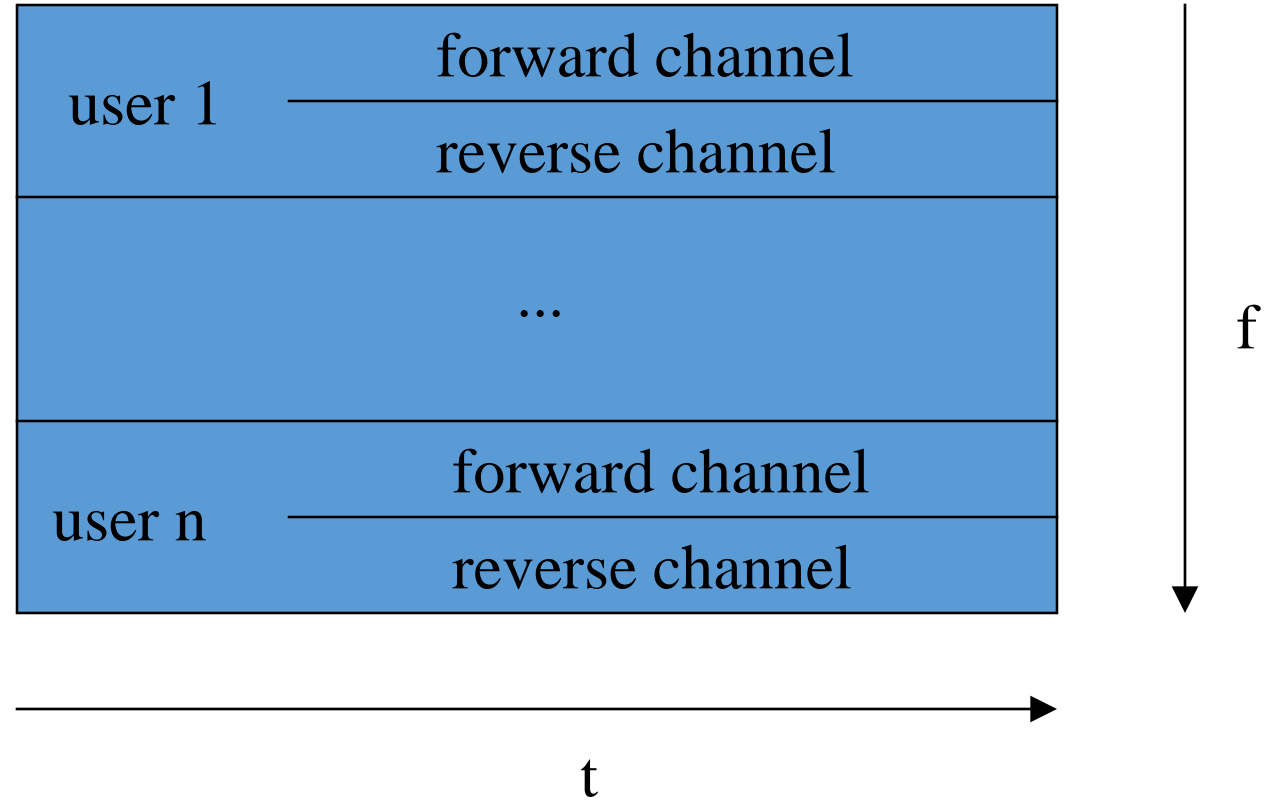 forward channel
user 1
reverse channel
...
f
forward channel
user n
reverse channel
t